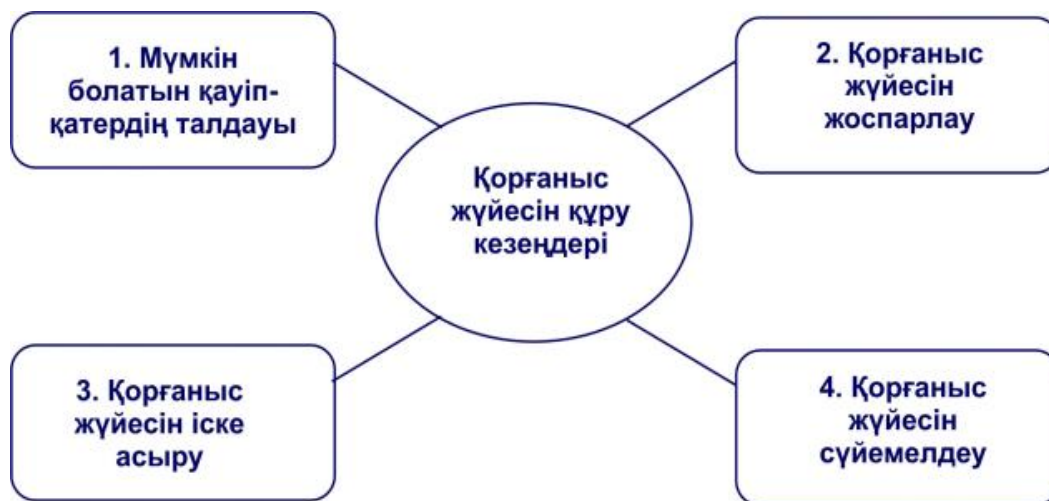 1. Мүмкін
болатын қауіп-
қатердің талдауы
2. Қорғаныс
жүйесін
жоспарлау
Қорғаныс
жүйесін құру
кезеңдері
3. Қорғаныс
жүйесін іске
асыру
4. Қорғаныс
жүйесін
сүйемелдеу